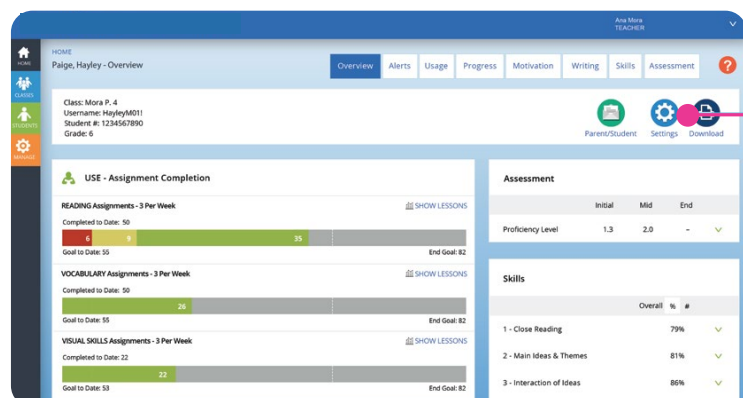 Ana Mora
TEACHER
HOME
CLASSES
STUDENTS
MANAGE
HOME
Paige, Hayley - Overview
Overview Alerts Usage Progress Motivation Writing Skills Assessment ?
Class: Mora P. 4
Username: HayleyM01!
Student #: 1234567890
Grade: 6
Parent/Student Settings Download
USE - Assignment Completion
READING Assignments - 3 Per Week SHOW LESSONS
Completed to Date: 50
6 9 35
Goal to Date: 55 End Goal: 82
VOCABULARY Assignments - 3 Per Week SHOW LESSONS
Completed to Date: 50
26
Goal to Date: 55 End Goal: 82
VISUAL SKILLS Assignments - 3 Per Week SHOW LESSONS
Completed to Date: 22
22
Goal to Date: 53 End Goal: 82
Assessment
Initial Mid End
Proficiency Level 1.3 2.0 -
Skills
Overall % #
1 - Close Reading 79%
2 - Main Ideas & Themes 81%
3 - Interaction of Ideas 86%